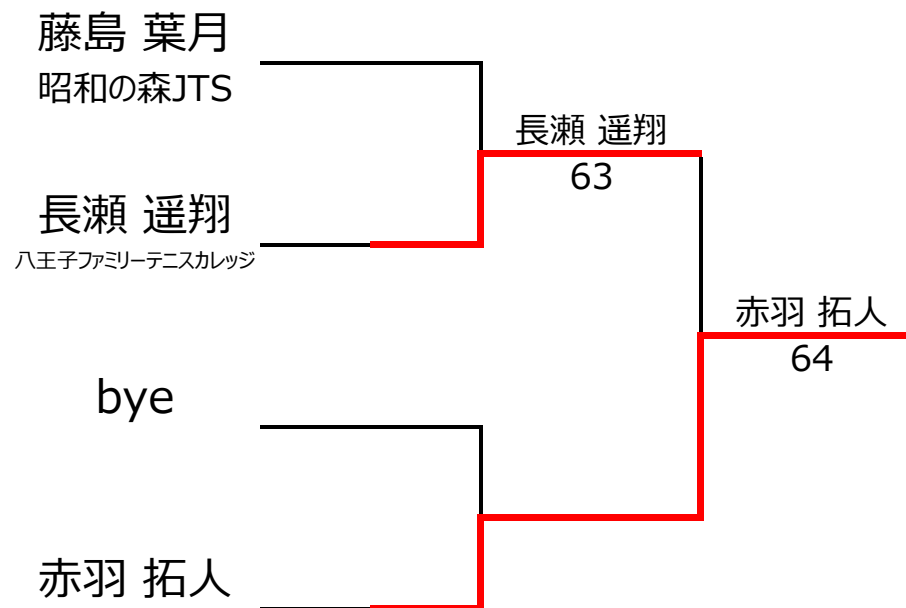 藤島 葉月
昭和の森JTS
長瀬 遥翔
63
長瀬 遥翔
八王子ファミリーテニスカレッジ
赤羽 拓人
64
bye
赤羽 拓人